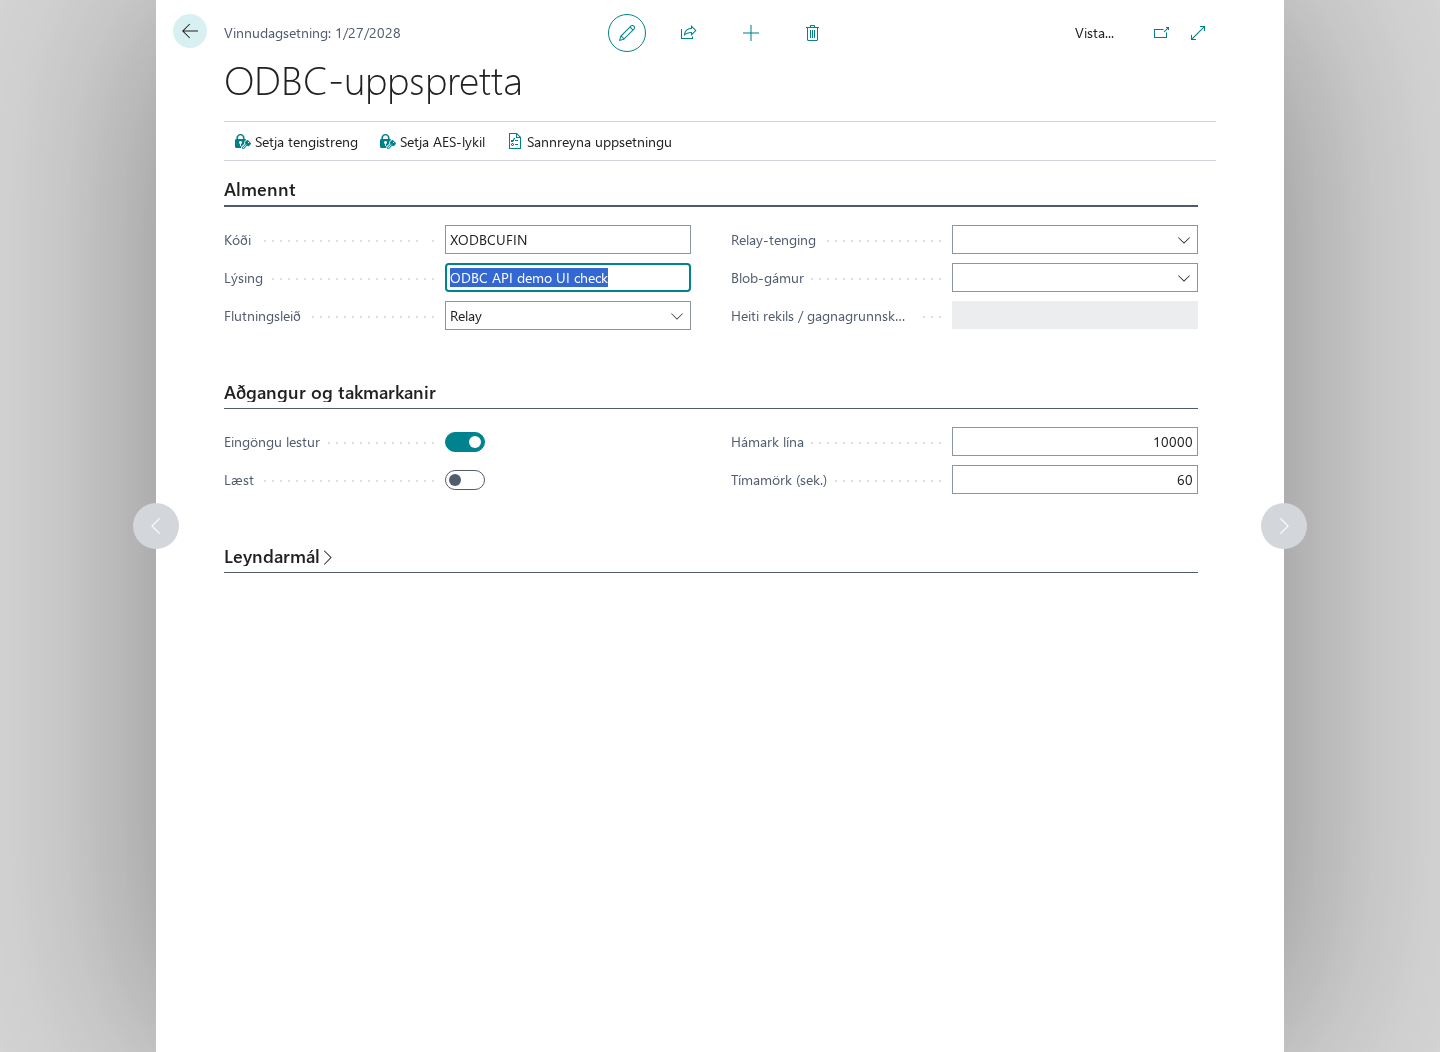 Vinnudagsetning: 1/27/2028
Vista...
ODBC-uppspretta
Setja tengistreng
Setja AES-lykil
Sannreyna uppsetningu
Almennt
Kóði
XODBCUFIN
Relay-tenging
Lýsing
ODBC API demo UI check
Blob-gámur
Flutningsleið
Relay
Heiti rekils / gagnagrunnsk...
Aðgangur og takmarkanir
Eingöngu lestur
Hámark lína
10000
Læst
Tímamörk (sek.)
60
Leyndarmál